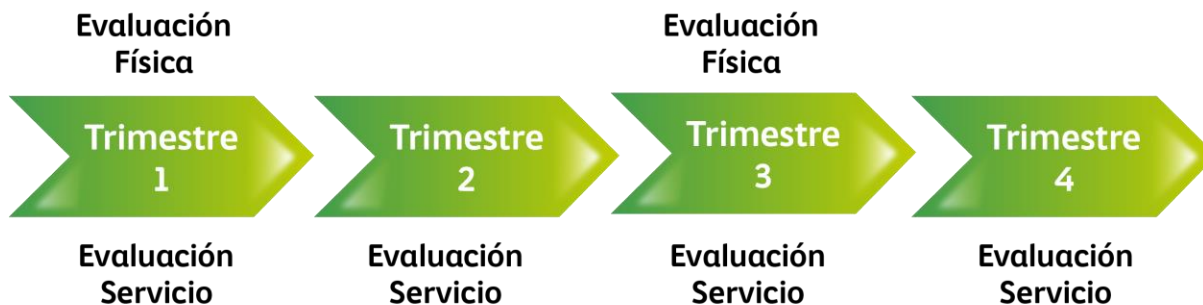 Evaluación
Física
Evaluación
Física
Trimestre
1
Trimestre
2
Trimestre
3
Trimestre
4
Evaluación
Servicio
Evaluación
Servicio
Evaluación
Servicio
Evaluación
Servicio